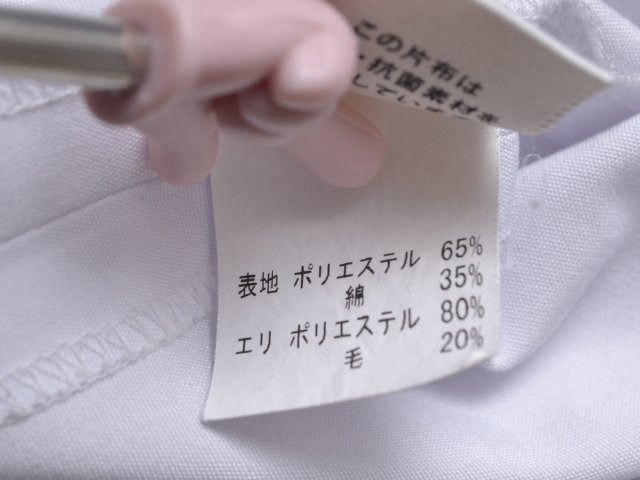 この片布は
・抗菌素材を
表地 ポリエステル 65%
綿 35%
エリ ポリエステル 80%
毛 20%